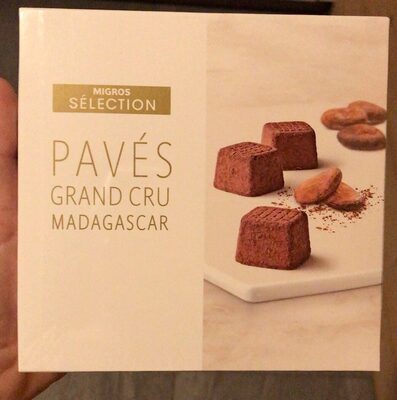 MIGROS
SÉLECTION
PAVÉS
GRAND CRU
MADAGASCAR